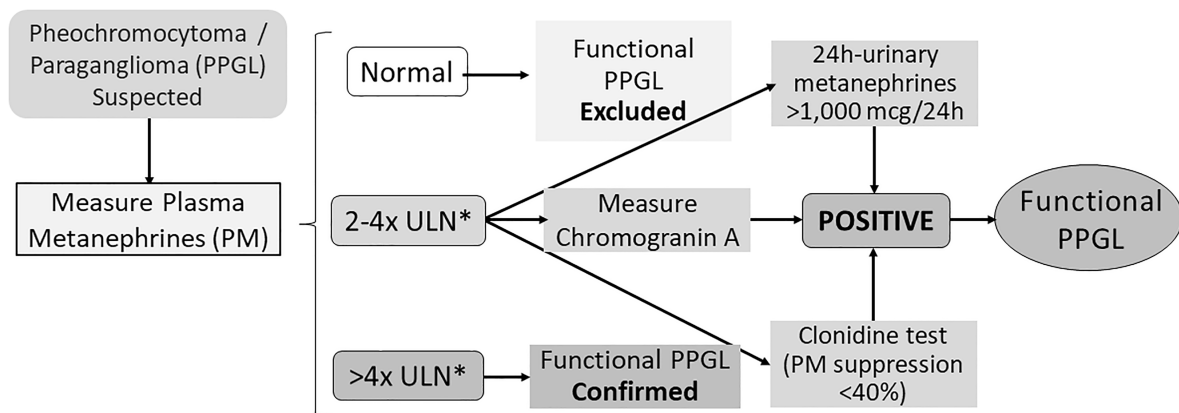 Pheochromocytoma /
Paraganglioma (PPGL)
Suspected
Measure Plasma
Metanephrines (PM)
Normal
Functional
PPGL
Excluded
2-4x ULN*
Measure
Chromogranin A
>4x ULN*
Functional PPGL
Confirmed
24h-urinary
metanephrines
>1,000 mcg/24h
POSITIVE
Clonidine test
(PM suppression
<40%)
Functional
PPGL